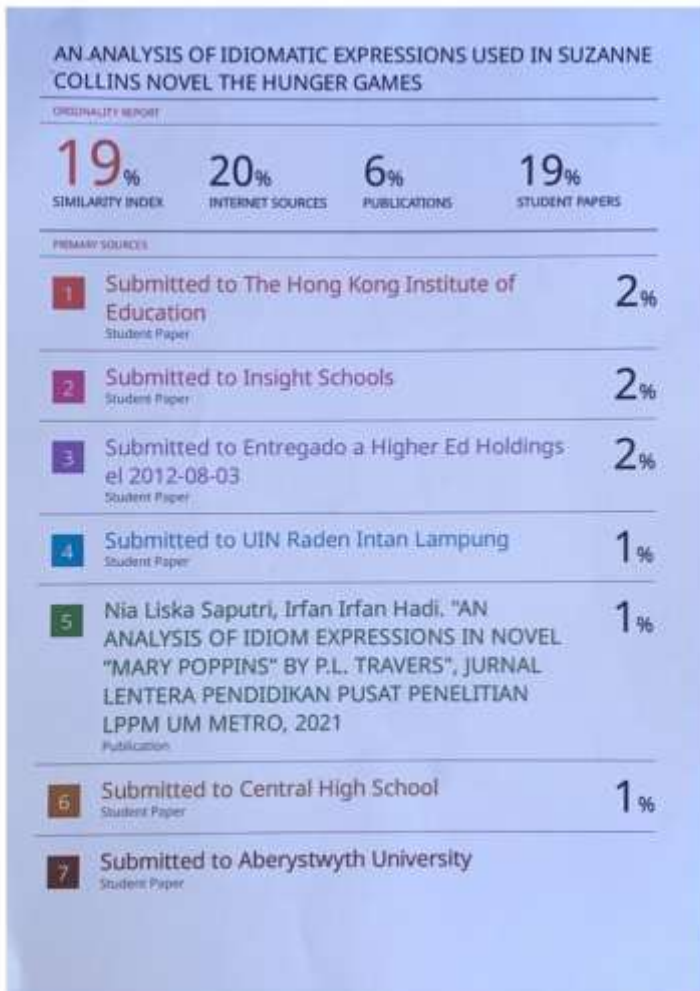 AN ANALYSIS OF IDIOMATIC EXPRESSIONS USED IN SUZANNE
COLLINS NOVEL THE HUNGER GAMES
ORIGINALITY REPORT
19% 20% 6% 19%
SIMILARITY INDEX INTERNET SOURCES PUBLICATIONS STUDENT PAPERS
PRIMARY SOURCES
1 Submitted to The Hong Kong Institute of 2%
Education
Student Paper
2 Submitted to Insight Schools 2%
Student Paper
3 Submitted to Entregado a Higher Ed Holdings 2%
el 2012-08-03
Student Paper
4 Submitted to UIN Raden Intan Lampung 1%
Student Paper
5 Nia Liska Saputri, Irfan Irfan Hadi. "AN 1%
ANALYSIS OF IDIOM EXPRESSIONS IN NOVEL
"MARY POPPINS" BY P.L. TRAVERS", JURNAL
LENTERA PENDIDIKAN PUSAT PENELITIAN
LPPM UM METRO, 2021
Publication
6 Submitted to Central High School 1%
Student Paper
7 Submitted to Aberystwyth University
Student Paper